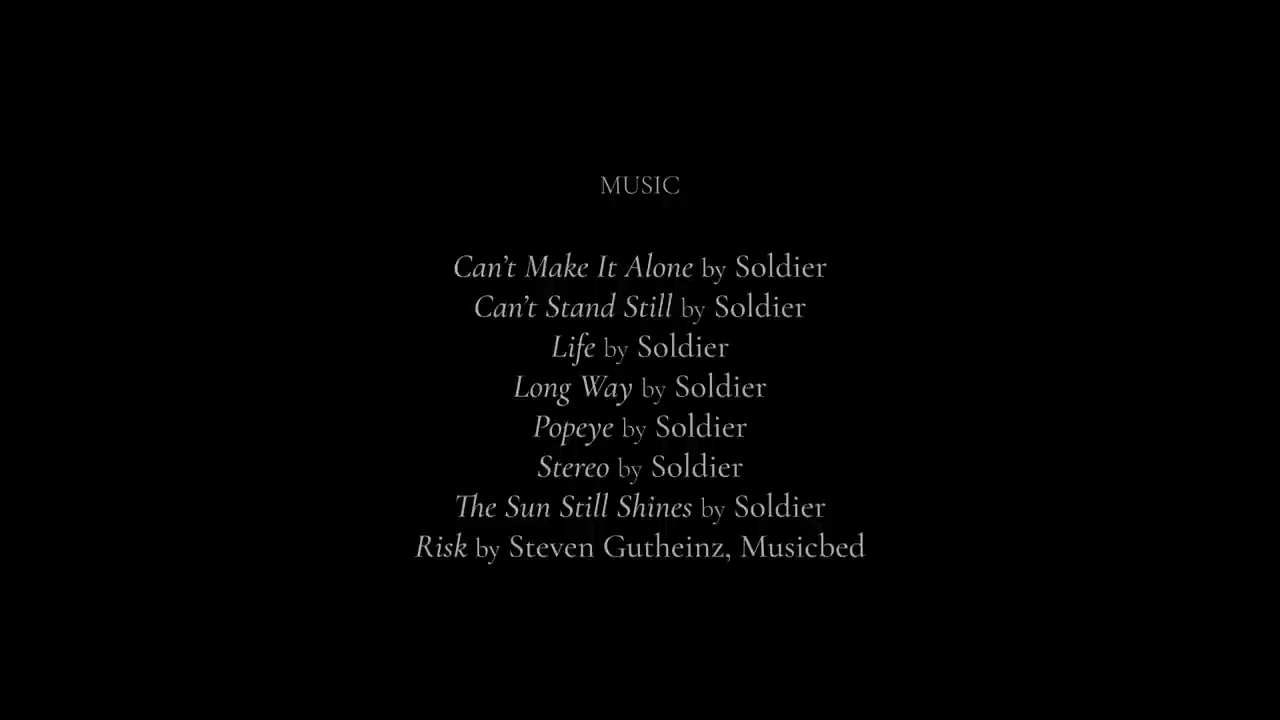 MUSIC
Can't Make It Alone by Soldier
Can't Stand Still by Soldier
Life by Soldier
Long Way by Soldier
Popeye by Soldier
Stereo by Soldier
The Sun Still Shines by Soldier
Risk by Steven Gutheinz, Musicbed